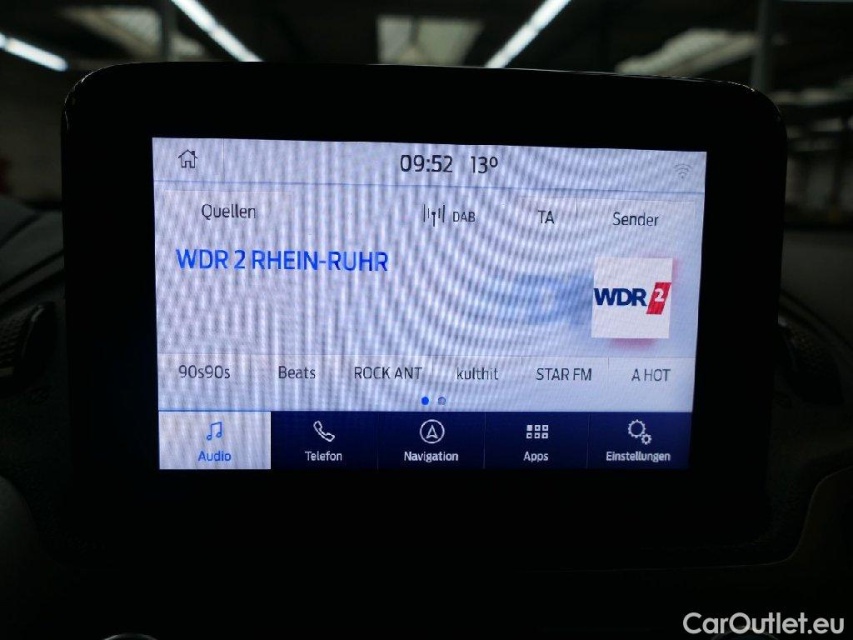 09:52 13°
Quellen DAB TA Sender
WDR 2 RHEIN-RUHR
WDR 2
90s90s Beats ROCK ANT kulthit STAR FM A HOT
Audio Telefon Navigation Apps Einstellungen
CarOutlet.eu